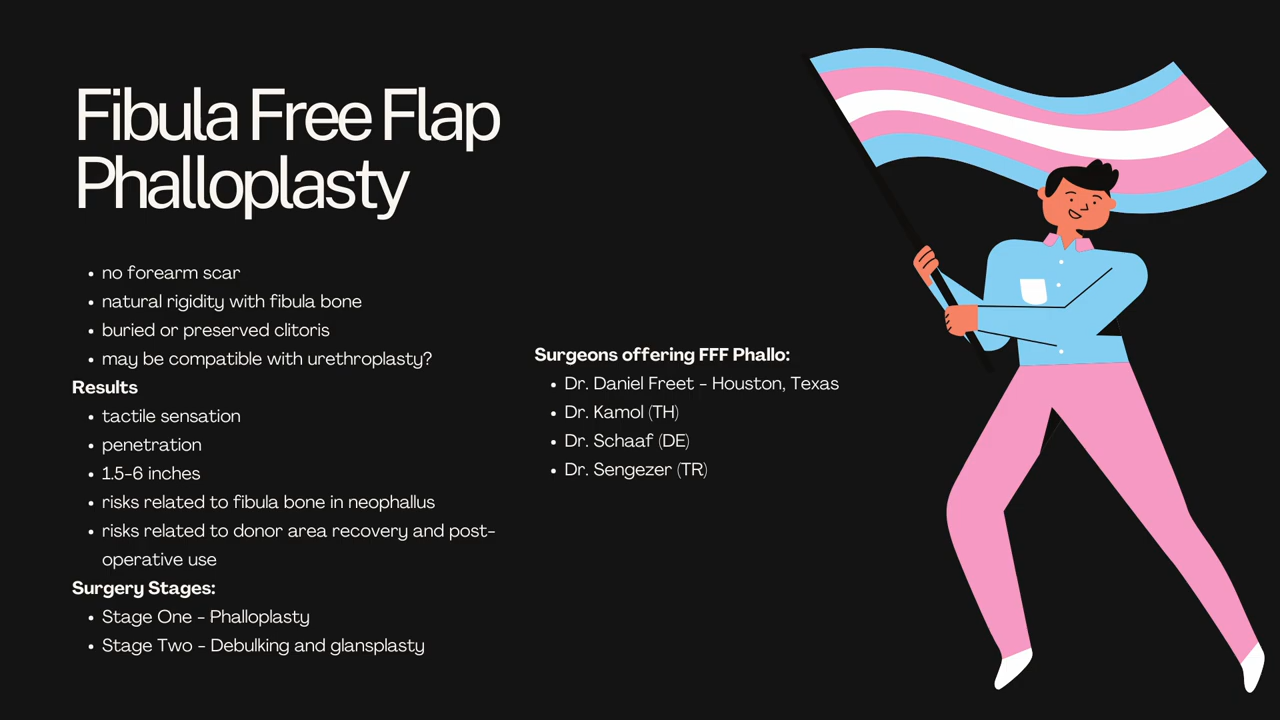 Fibula Free Flap
Phalloplasty
• no forearm scar
• natural rigidity with fibula bone
• buried or preserved clitoris
• may be compatible with urethroplasty?
Results
• tactile sensation
• penetration
• 1.5-6 inches
• risks related to fibula bone in neophallus
• risks related to donor area recovery and post-
operative use
Surgery Stages:
• Stage One - Phalloplasty
• Stage Two - Debulking and glansplasty
Surgeons offering FFF Phallo:
• Dr. Daniel Freet - Houston, Texas
• Dr. Kamol (TH)
• Dr. Schaaf (DE)
• Dr. Sengezer (TR)